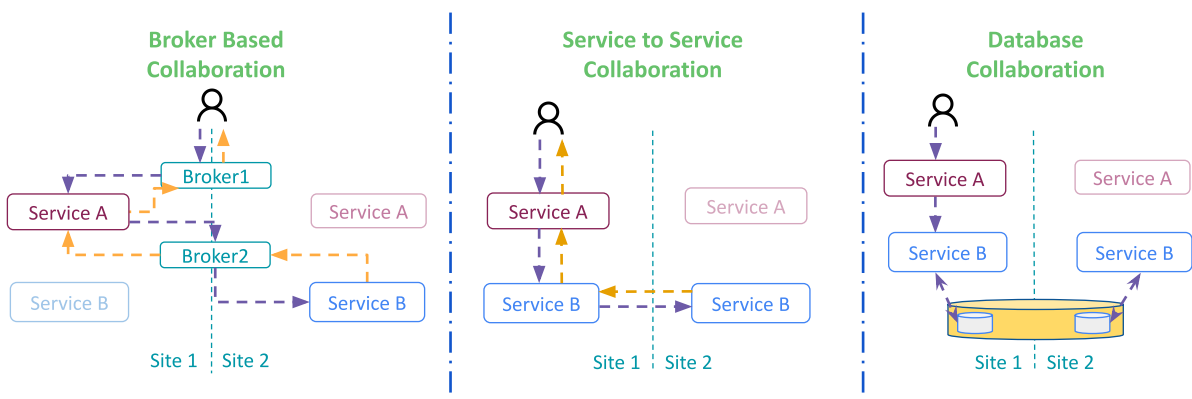 Broker Based
Collaboration
Broker1
Service A
Service A
Broker2
Service B
Service B
Site 1
Site 2
Service to Service
Collaboration
Service A
Service A
Service B
Service B
Site 1
Site 2
Database
Collaboration
Service A
Service A
Service B
Service B
Site 1
Site 2